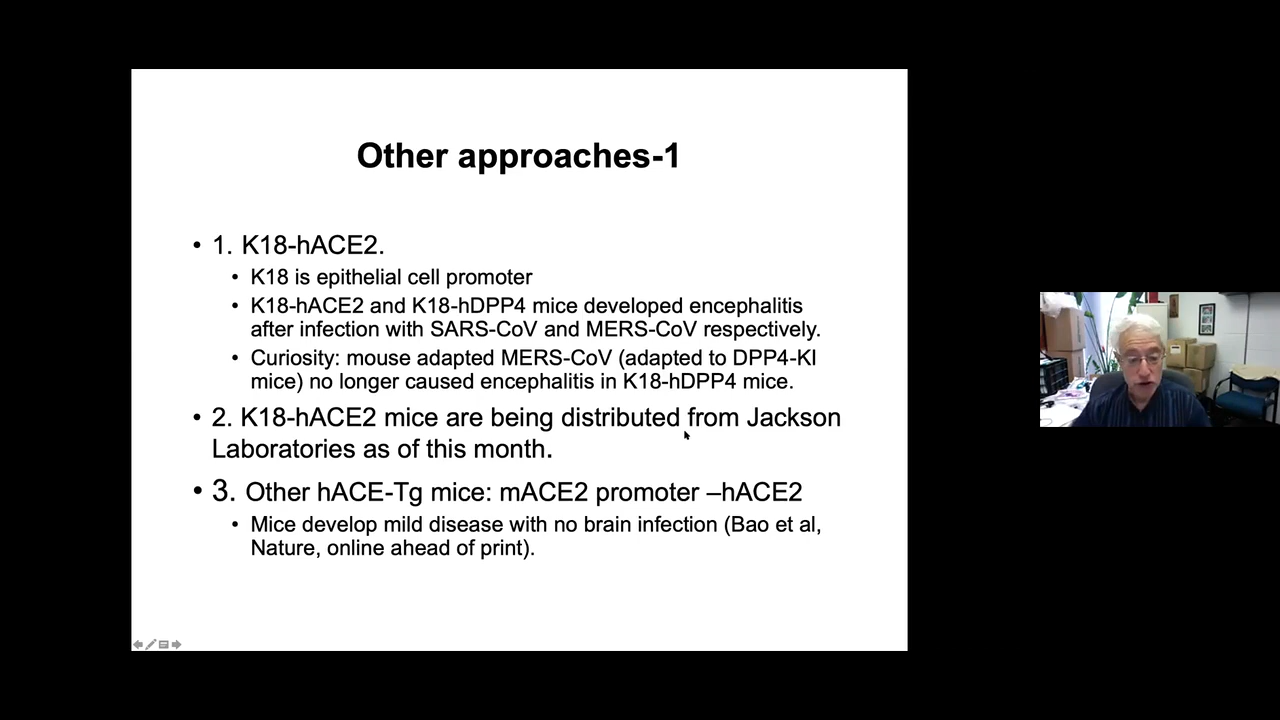 Other approaches-1
• 1. K18-hACE2.
• K18 is epithelial cell promoter
• K18-hACE2 and K18-hDPP4 mice developed encephalitis
after infection with SARS-CoV and MERS-CoV respectively.
• Curiosity: mouse adapted MERS-CoV (adapted to DPP4-KI
mice) no longer caused encephalitis in K18-hDPP4 mice.
• 2. K18-hACE2 mice are being distributed from Jackson
Laboratories as of this month.
• 3. Other hACE-Tg mice: mACE2 promoter –hACE2
• Mice develop mild disease with no brain infection (Bao et al,
Nature, online ahead of print).